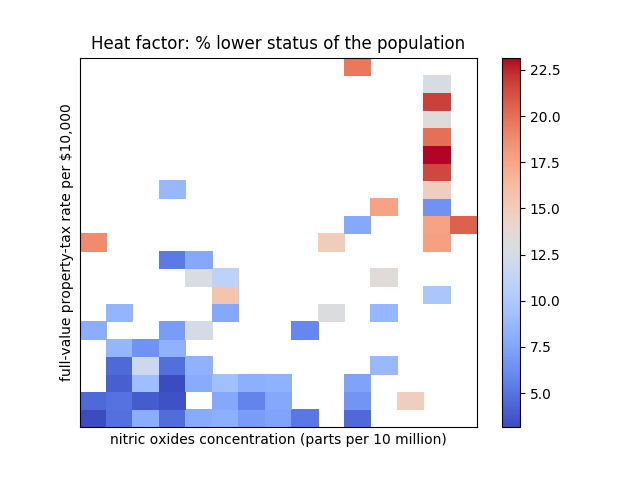 Heat factor: % lower status of the population
full-value property-tax rate per $10,000
nitric oxides concentration (parts per 10 million)
22.5
20.0
17.5
15.0
12.5
10.0
7.5
5.0